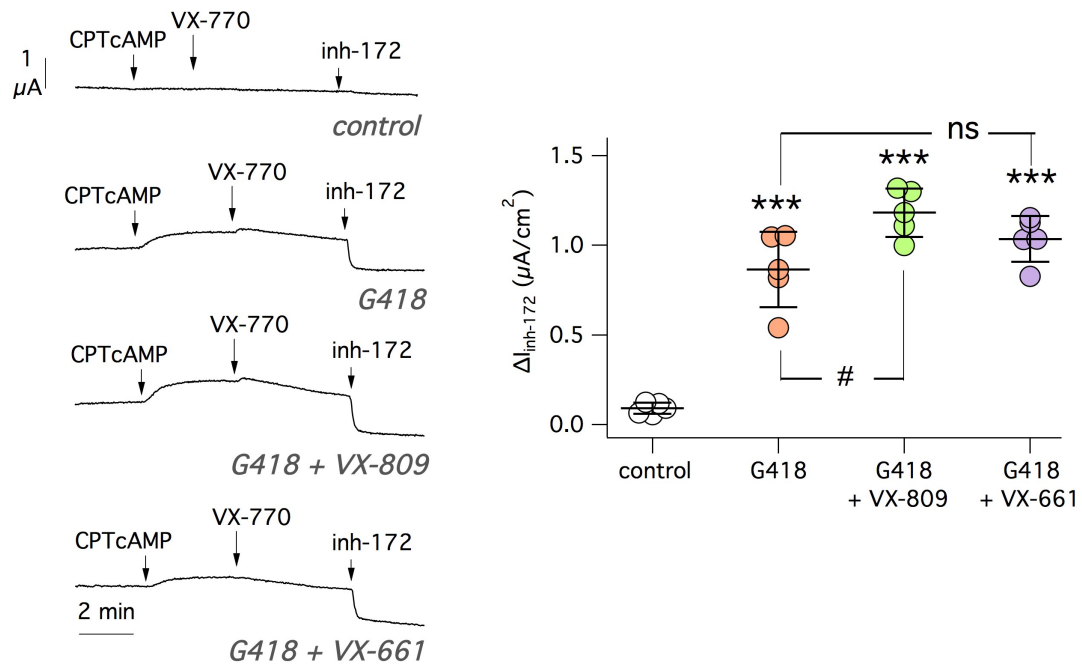 VX-770
CPTcAMP
inh-172
1
µA
control
VX-770
CPTcAMP
inh-172
G418
VX-770
CPTcAMP
inh-172
G418 + VX-809
VX-770
CPTcAMP
inh-172
2 min
G418 + VX-661
ns
1.5
***
***
***
1.0
0.5
#
0.0
ΔIinh-172 (µA/cm²)
control
G418
G418
+ VX-809
G418
+ VX-661